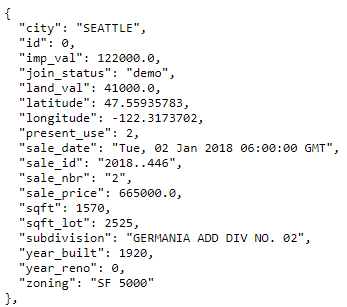 {
"city": "SEATTLE",
"id": 0,
"imp_val": 122000.0,
"join_status": "demo",
"land_val": 41000.0,
"latitude": 47.55935783,
"longitude": -122.3173702,
"present_use": 2,
"sale_date": "Tue, 02 Jan 2018 06:00:00 GMT",
"sale_id": "2018..446",
"sale_nbr": "2",
"sale_price": 665000.0,
"sqft": 1570,
"sqft_lot": 2525,
"subdivision": "GERMANIA ADD DIV NO. 02",
"year_built": 1920,
"year_reno": 0,
"zoning": "SF 5000"
},